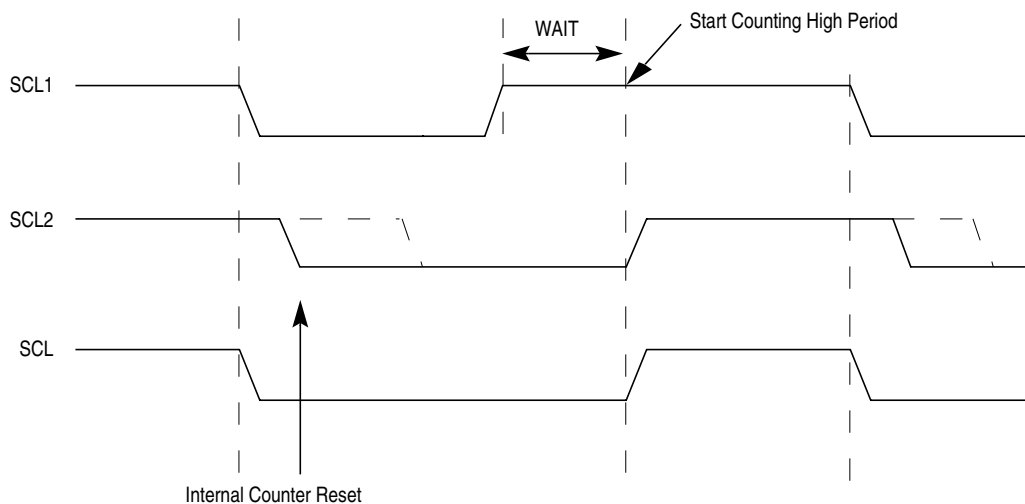 WAIT
Start Counting High Period
SCL1
SCL2
SCL
Internal Counter Reset